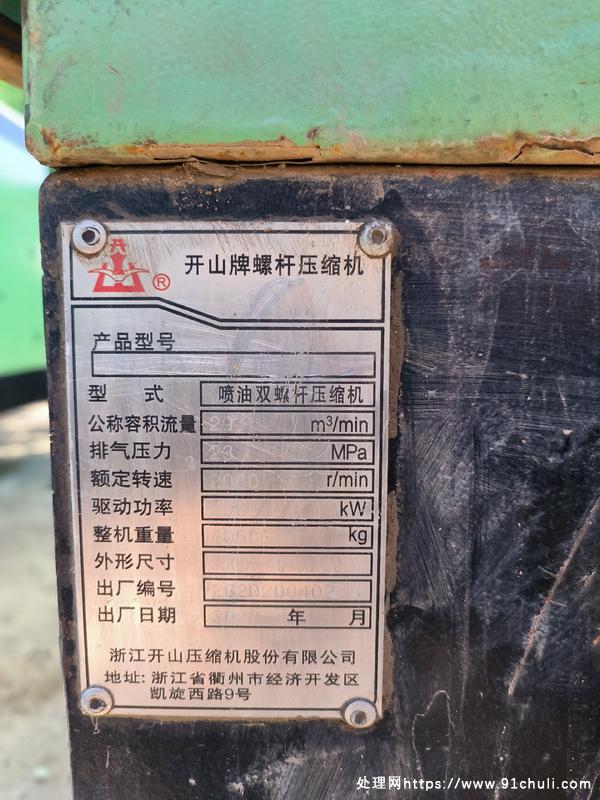 开山牌螺杆压缩机
®
产品型号
型 式 喷油双螺杆压缩机
公称容积流量 m³/min
排气压力 MPa
额定转速 r/min
驱动功率 kW
整机重量 kg
外形尺寸
出厂编号
出厂日期 年 月
浙江开山压缩机股份有限公司
地址: 浙江省衢州市经济开发区
凯旋西路9号
处理网https://www.91chuli.com